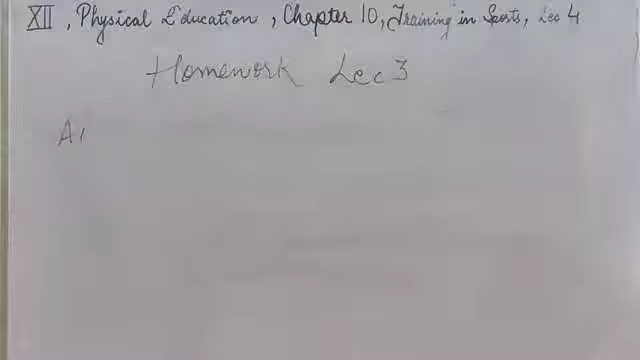 XII, Physical Education, Chapter 10, Training in Sports, Lec 4
Homework Lec 3
A1